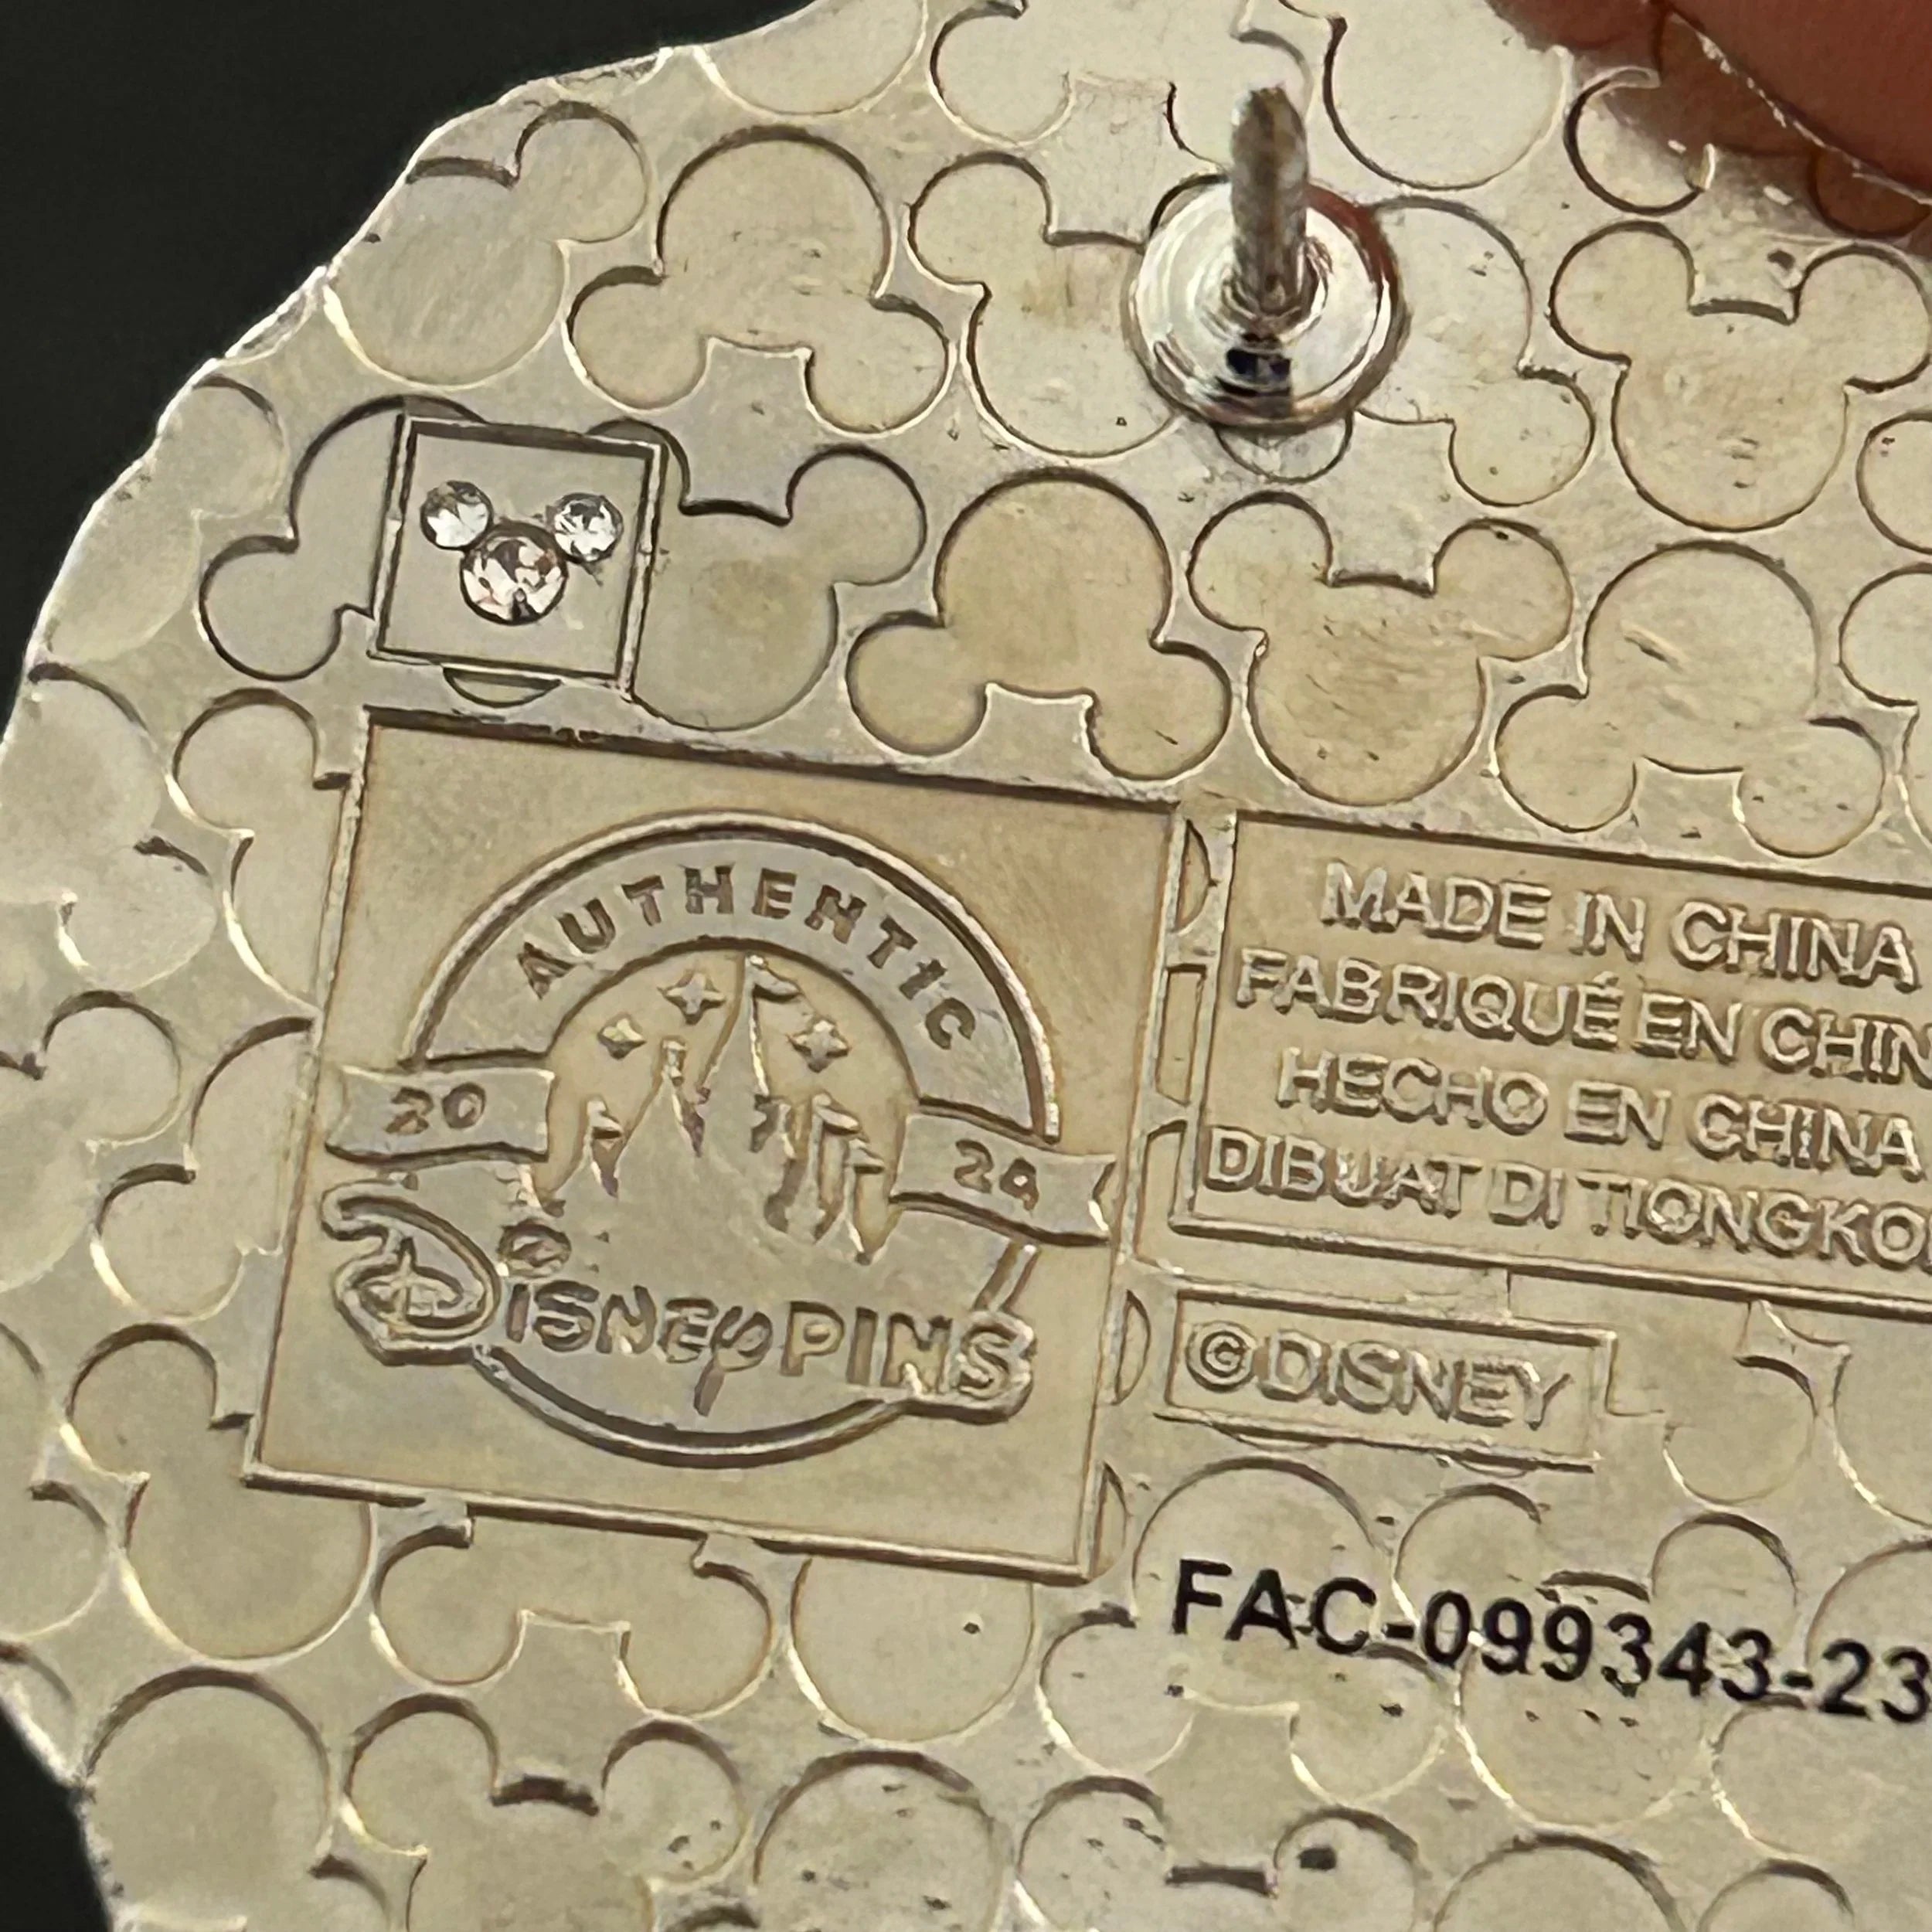 AUTHENTIC
20 24
DISNEY PINS
MADE IN CHINA
FABRIQUÉ EN CHIN
HECHO EN CHINA
DIBUAT DI TIONGKO
©DISNEY
FAC-099343-23